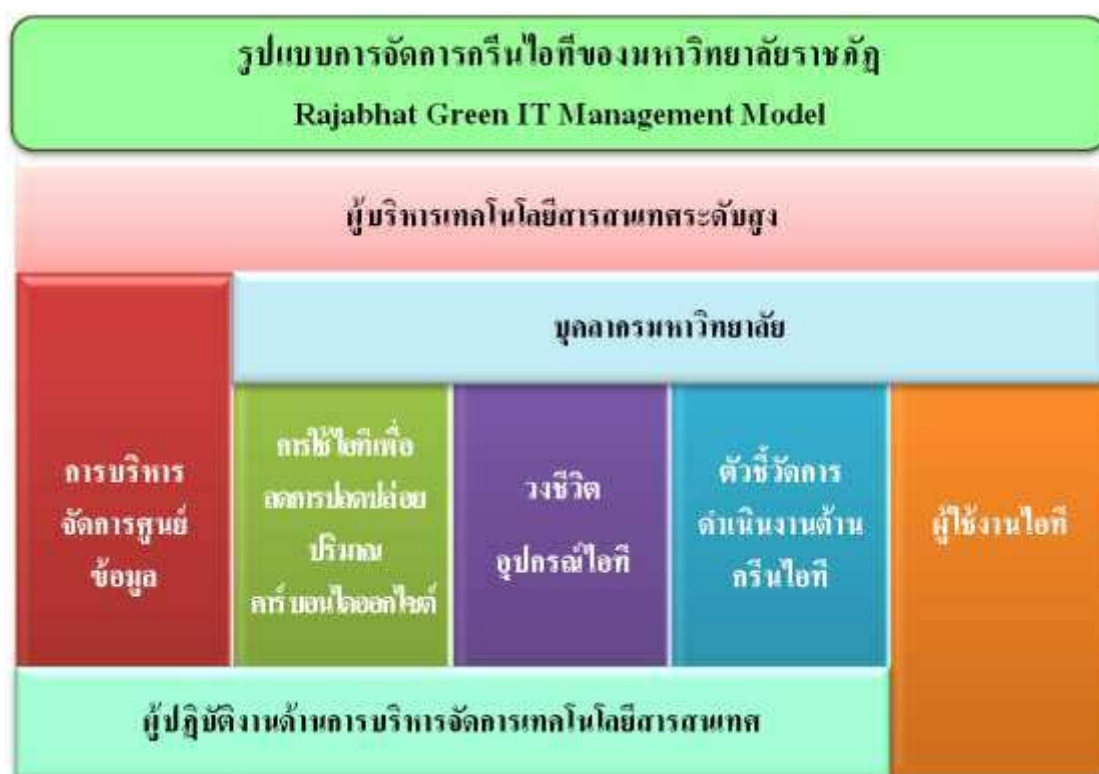 รูปแบบการจัดการกรีนไอทีของมหาวิทยาลัยราชภัฏ
Rajabhat Green IT Management Model
ผู้บริหารเทคโนโลยีสารสนเทศระดับสูง
บุคลากรมหาวิทยาลัย
การบริหาร
จัดการศูนย์
ข้อมูล
การใช้ไอทีเพื่อ
ลดการปลดปล่อย
ปริมาณ
คาร์บอนไดออกไซด์
วงชีวิต
อุปกรณ์ไอที
ตัวชี้วัดการ
ดำเนินงานด้าน
กรีนไอที
ผู้ใช้งานไอที
ผู้ปฏิบัติงานด้านการบริหารจัดการเทคโนโลยีสารสนเทศ